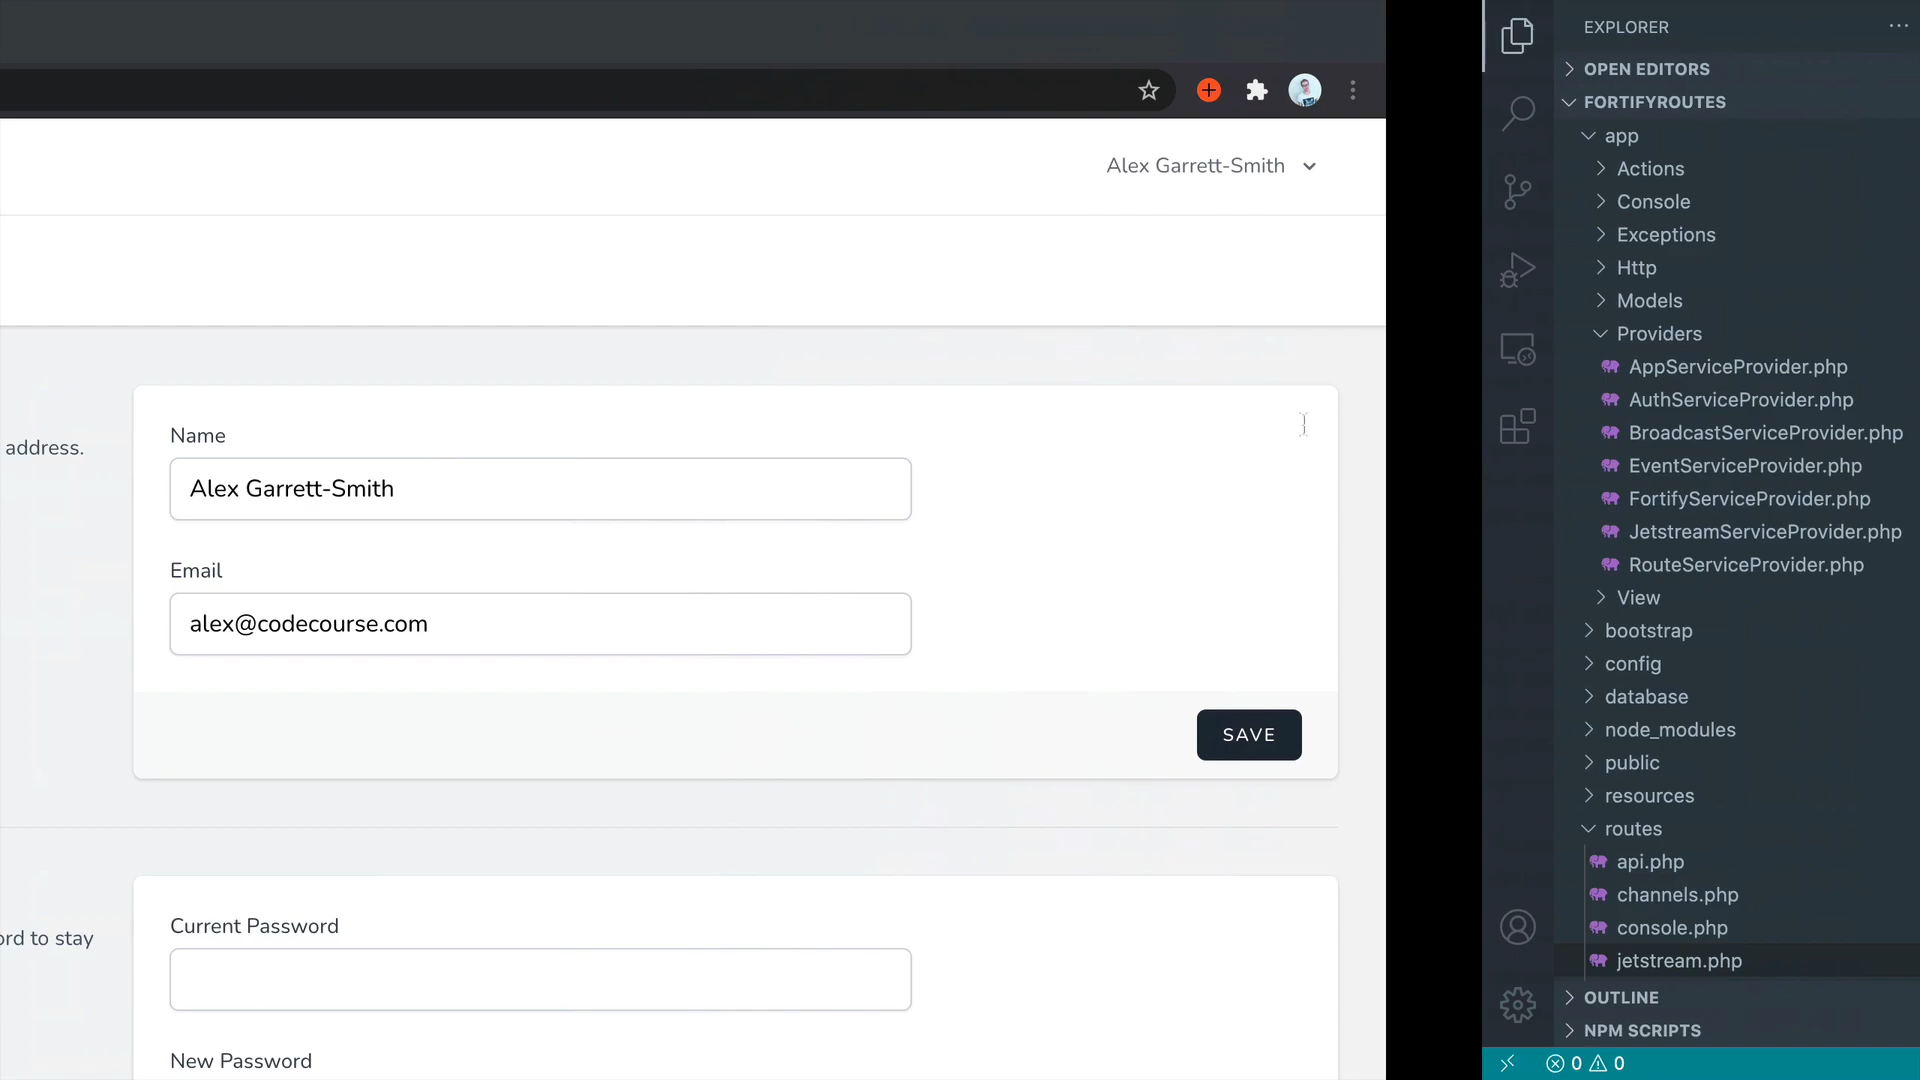 Alex Garrett-Smith
address.
Name
Alex Garrett-Smith
Email
alex@codecourse.com
SAVE
ord to stay
Current Password
New Password
EXPLORER
OPEN EDITORS
FORTIFYROUTES
app
Actions
Console
Exceptions
Http
Models
Providers
AppServiceProvider.php
AuthServiceProvider.php
BroadcastServiceProvider.php
EventServiceProvider.php
FortifyServiceProvider.php
JetstreamServiceProvider.php
RouteServiceProvider.php
View
bootstrap
config
database
node_modules
public
resources
routes
api.php
channels.php
console.php
jetstream.php
OUTLINE
NPM SCRIPTS
0 0